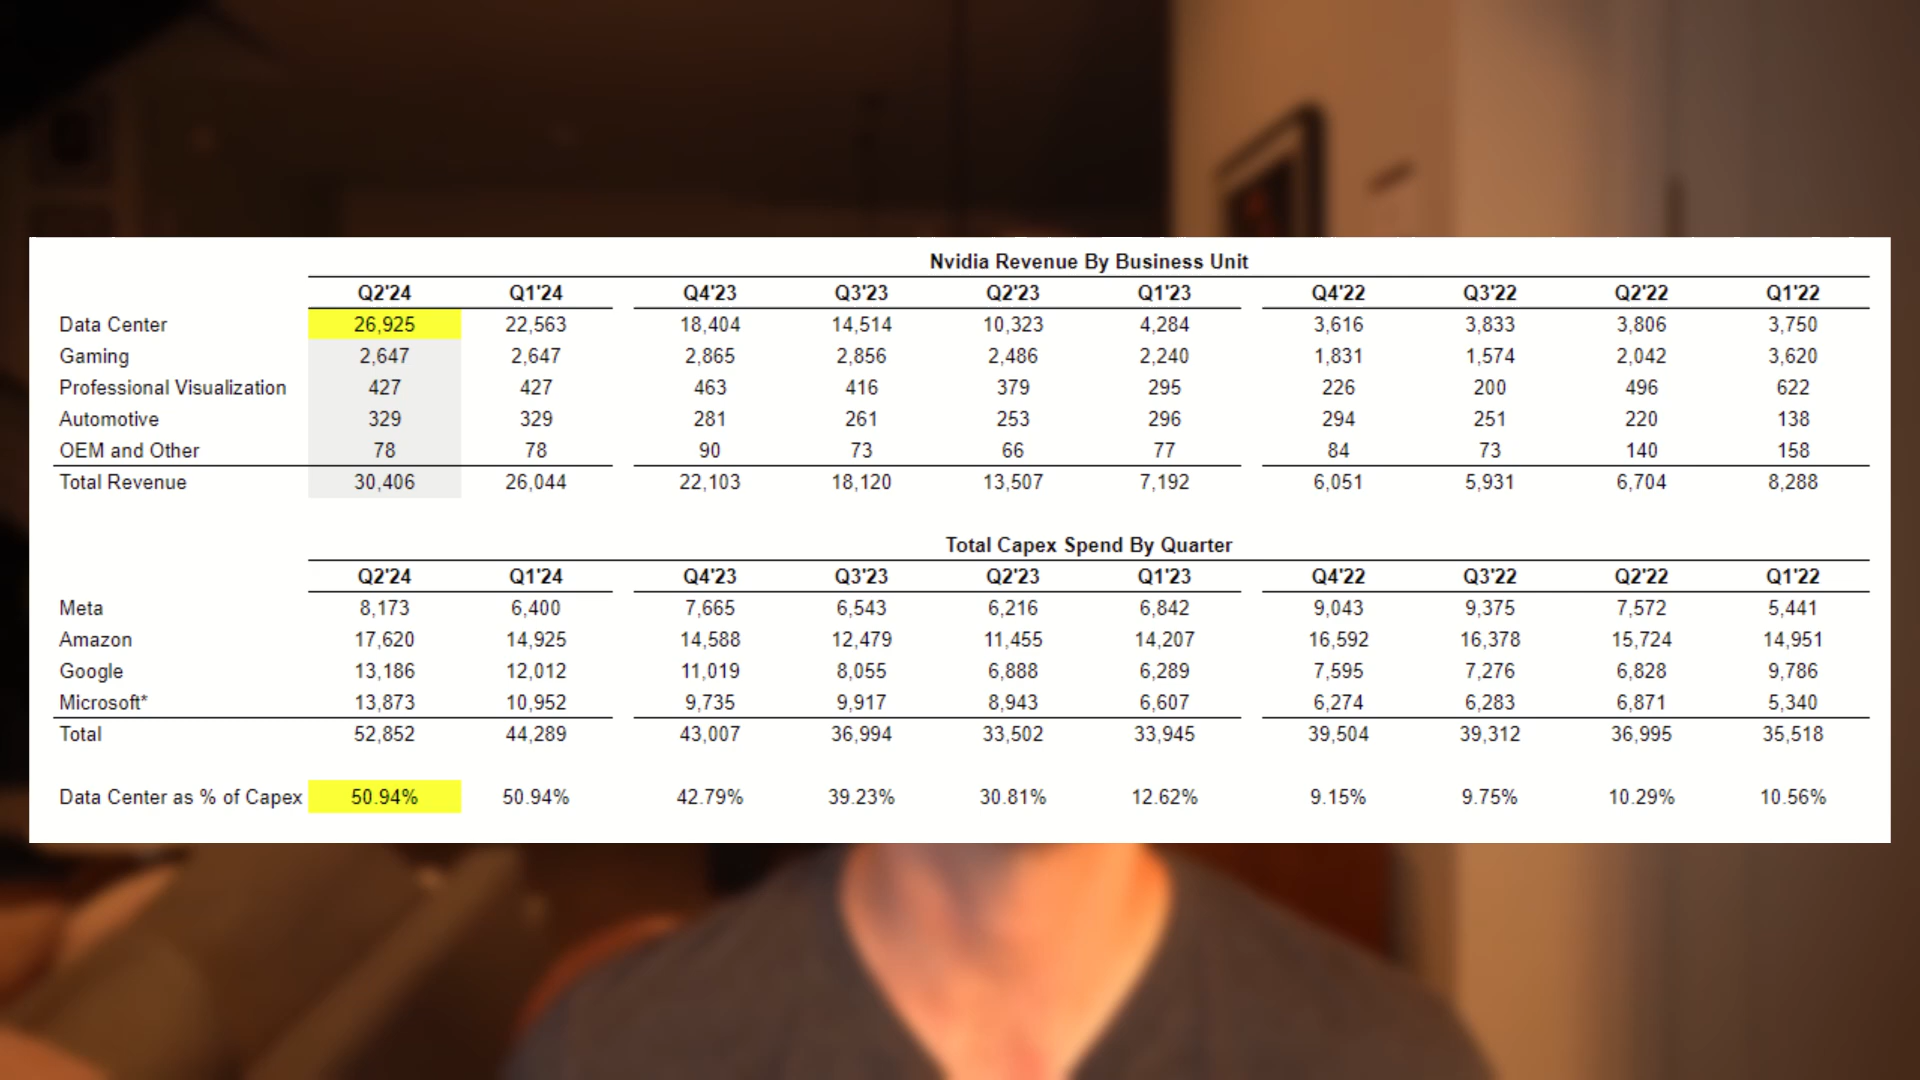 Nvidia Revenue By Business Unit
Q2'24 Q1'24 Q4'23 Q3'23 Q2'23 Q1'23 Q4'22 Q3'22 Q2'22 Q1'22
Data Center 26,925 22,563 18,404 14,514 10,323 4,284 3,616 3,833 3,806 3,750
Gaming 2,647 2,647 2,865 2,856 2,486 2,240 1,831 1,574 2,042 3,620
Professional Visualization 427 427 463 416 379 295 226 200 496 622
Automotive 329 329 281 261 253 296 294 251 220 138
OEM and Other 78 78 90 73 66 77 84 73 140 158
Total Revenue 30,406 26,044 22,103 18,120 13,507 7,192 6,051 5,931 6,704 8,288
Total Capex Spend By Quarter
Q2'24 Q1'24 Q4'23 Q3'23 Q2'23 Q1'23 Q4'22 Q3'22 Q2'22 Q1'22
Meta 8,173 6,400 7,665 6,543 6,216 6,842 9,043 9,375 7,572 5,441
Amazon 17,620 14,925 14,588 12,479 11,455 14,207 16,592 16,378 15,724 14,951
Google 13,186 12,012 11,019 8,055 6,888 6,289 7,595 7,276 6,828 9,786
Microsoft* 13,873 10,952 9,735 9,917 8,943 6,607 6,274 6,283 6,871 5,340
Total 52,852 44,289 43,007 36,994 33,502 33,945 39,504 39,312 36,995 35,518
Data Center as % of Capex 50.94% 50.94% 42.79% 39.23% 30.81% 12.62% 9.15% 9.75% 10.29% 10.56%